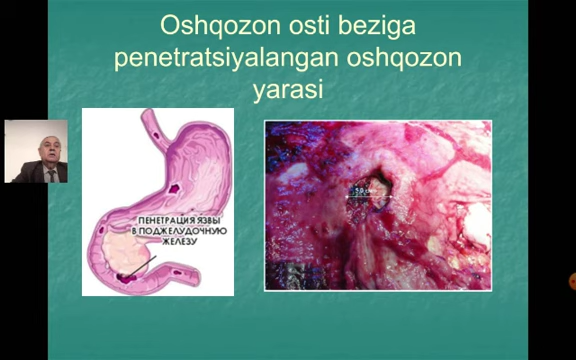 Oshqozon osti beziga
penetratsiyalangan oshqozon
yarasi
ПЕНЕТРАЦИЯ ЯЗВЫ
В ПОДЖЕЛУДОЧНУЮ
ЖЕЛЕЗУ